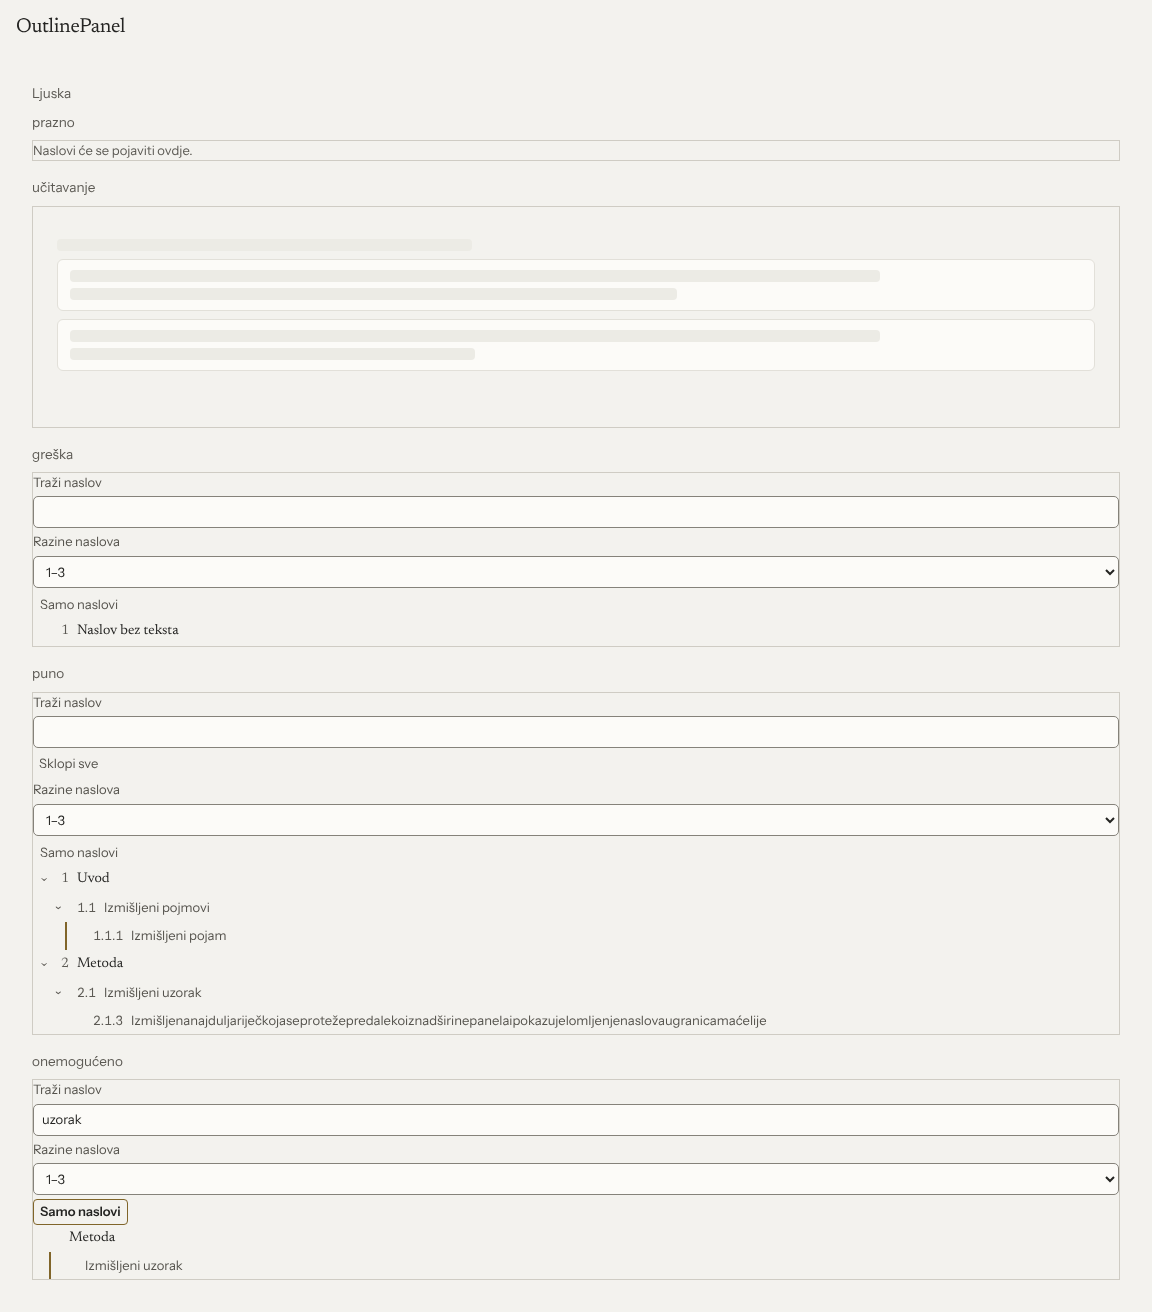 OutlinePanel
Ljuska
prazno
Naslovi će se pojaviti ovdje.
učitavanje
greška
Traži naslov
Razine naslova
1–3
Samo naslovi
1 Naslov bez teksta
puno
Traži naslov
Sklopi sve
Razine naslova
1–3
Samo naslovi
1 Uvod
1.1 Izmišljeni pojmovi
1.1.1 Izmišljeni pojam
2 Metoda
2.1 Izmišljeni uzorak
2.1.3 Izmišljenanajduljariječkojaseprotežepredalekoiznadširinepanelaipokazujelomljenjenaslovaugranicamaćelije
onemogućeno
Traži naslov
uzorak
Razine naslova
1–3
Samo naslovi
Metoda
Izmišljeni uzorak